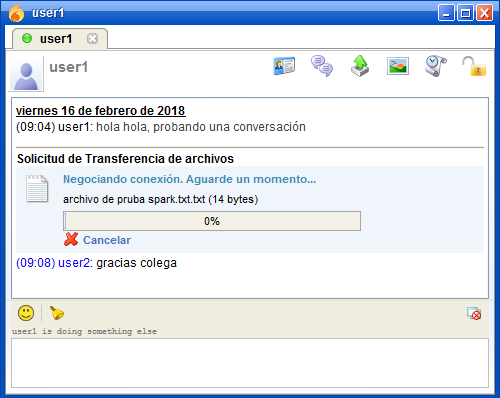 user1
user1
user1
viernes 16 de febrero de 2018
(09:04) user1: hola hola, probando una conversación
Solicitud de Transferencia de archivos
Negociando conexión. Aguarde un momento...
archivo de pruba spark.txt.txt (14 bytes)
0%
Cancelar
(09:08) user2: gracias colega
user1 is doing something else